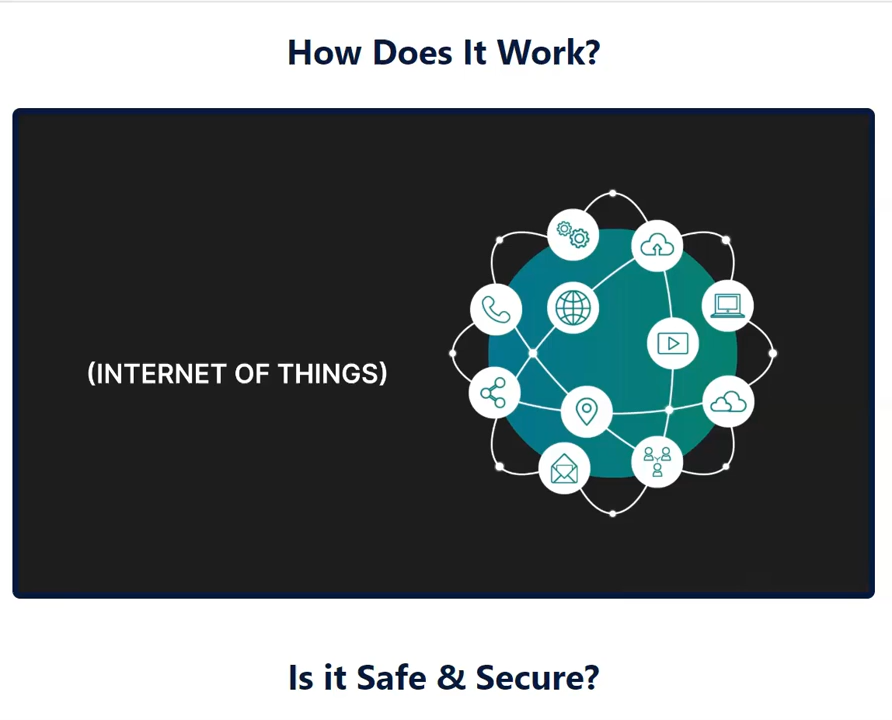 How Does It Work?
(INTERNET OF THINGS)
Is it Safe & Secure?